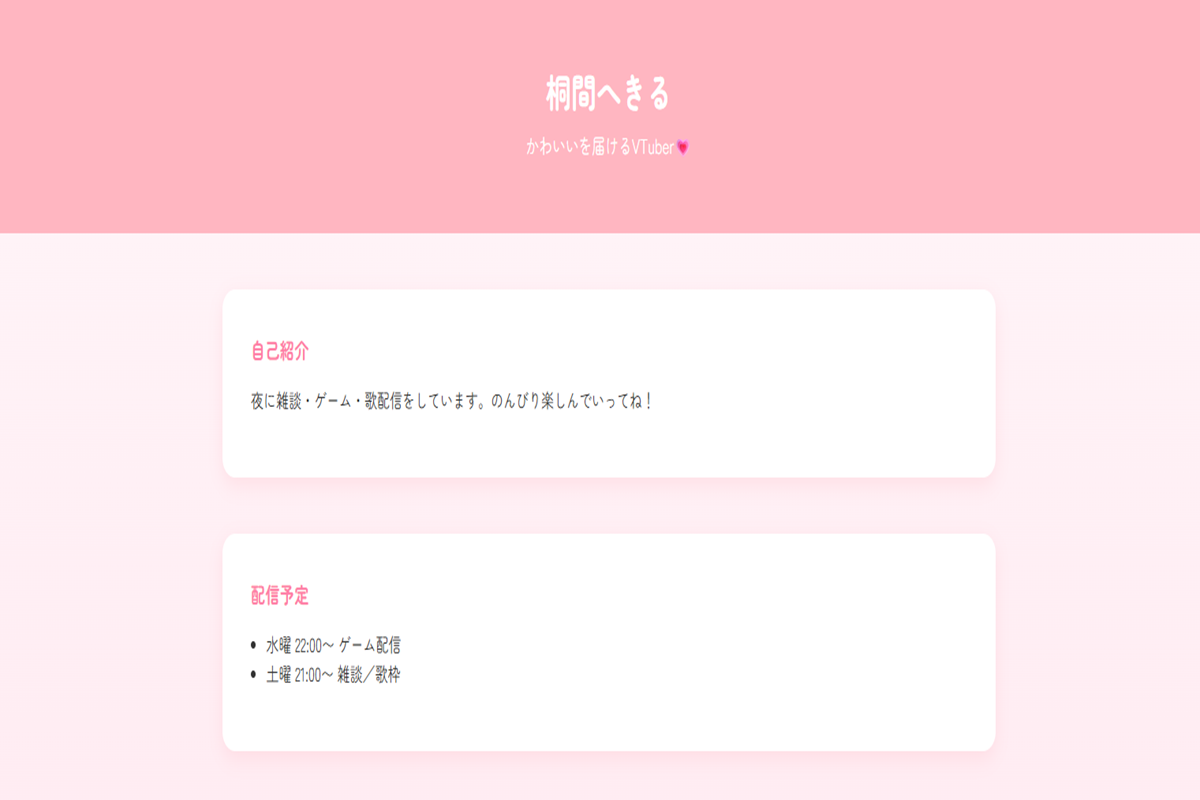 桐間へきる
かわいいを届けるVTuber💗
自己紹介
夜に雑談・ゲーム・歌配信をしています。のんびり楽しんでいってね！
配信予定
• 水曜 22:00〜 ゲーム配信
• 土曜 21:00〜 雑談／歌枠